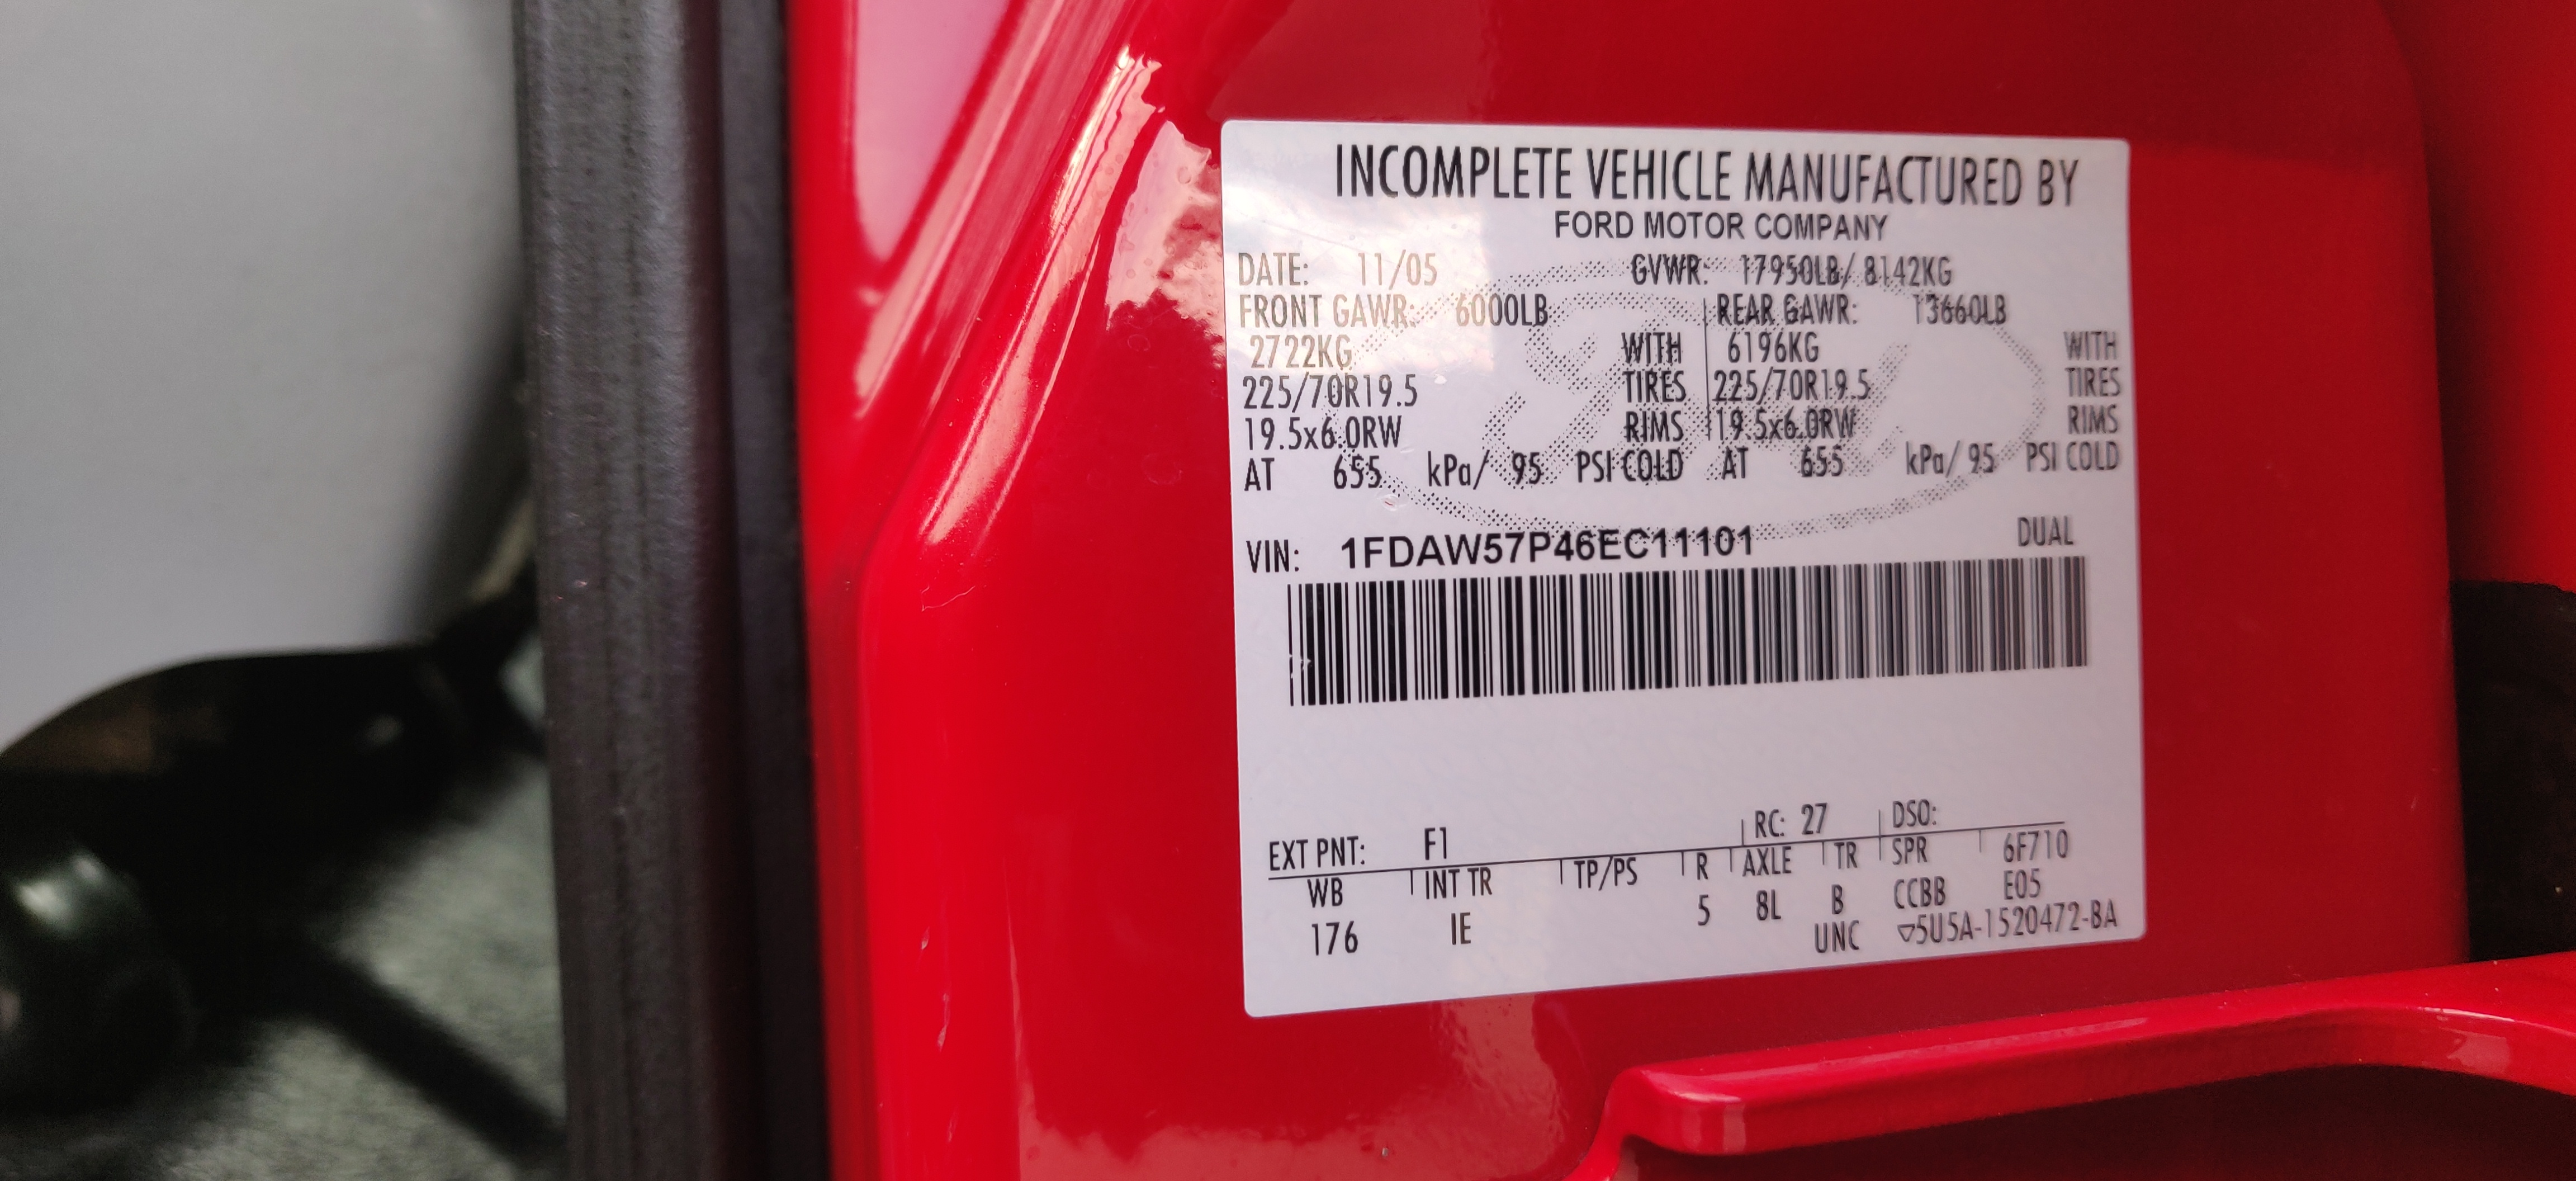 INCOMPLETE VEHICLE MANUFACTURED BY
FORD MOTOR COMPANY
DATE: 11/05 GVWR: 17950LB/ 8142KG
FRONT GAWR: 6000LB REAR GAWR: 13660LB
2722KG WITH 6196KG WITH
225/70R19.5 TIRES 225/70R19.5 TIRES
19.5x6.0RW RIMS 19.5x6.0RW RIMS
AT 655 kPa/ 95 PSI COLD AT 655 kPa/ 95 PSI COLD
VIN: 1FDAW57P46EC11101 DUAL
EXT PNT: F1 RC: 27 DSO:
WB INT TR TP/PS R AXLE TR SPR 6F710
176 IE 5 8L B CCBB E05
UNC ▽5U5A-1520472-BA